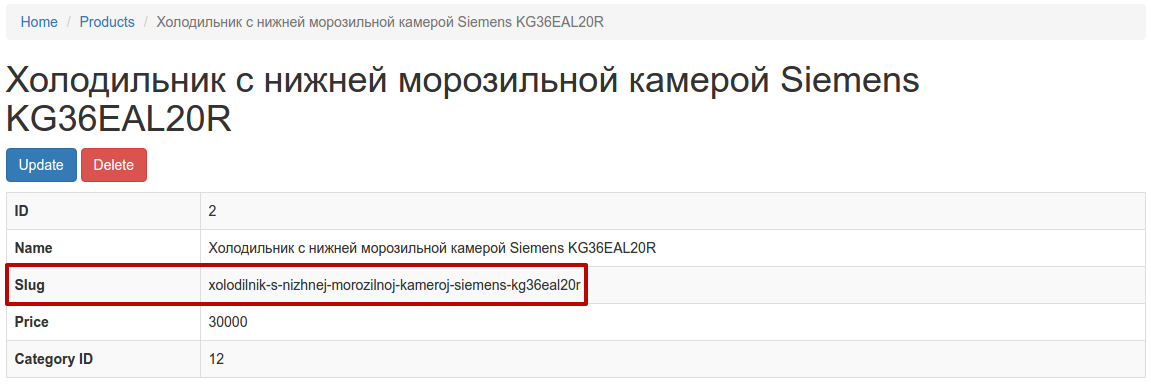 Home / Products / Холодильник с нижней морозильной камерой Siemens KG36EAL20R
Холодильник с нижней морозильной камерой Siemens
KG36EAL20R
Update Delete
ID 2
Name Холодильник с нижней морозильной камерой Siemens KG36EAL20R
Slug xolodilnik-s-nizhnej-morozilnoj-kameroj-siemens-kg36eal20r
Price 30000
Category ID 12